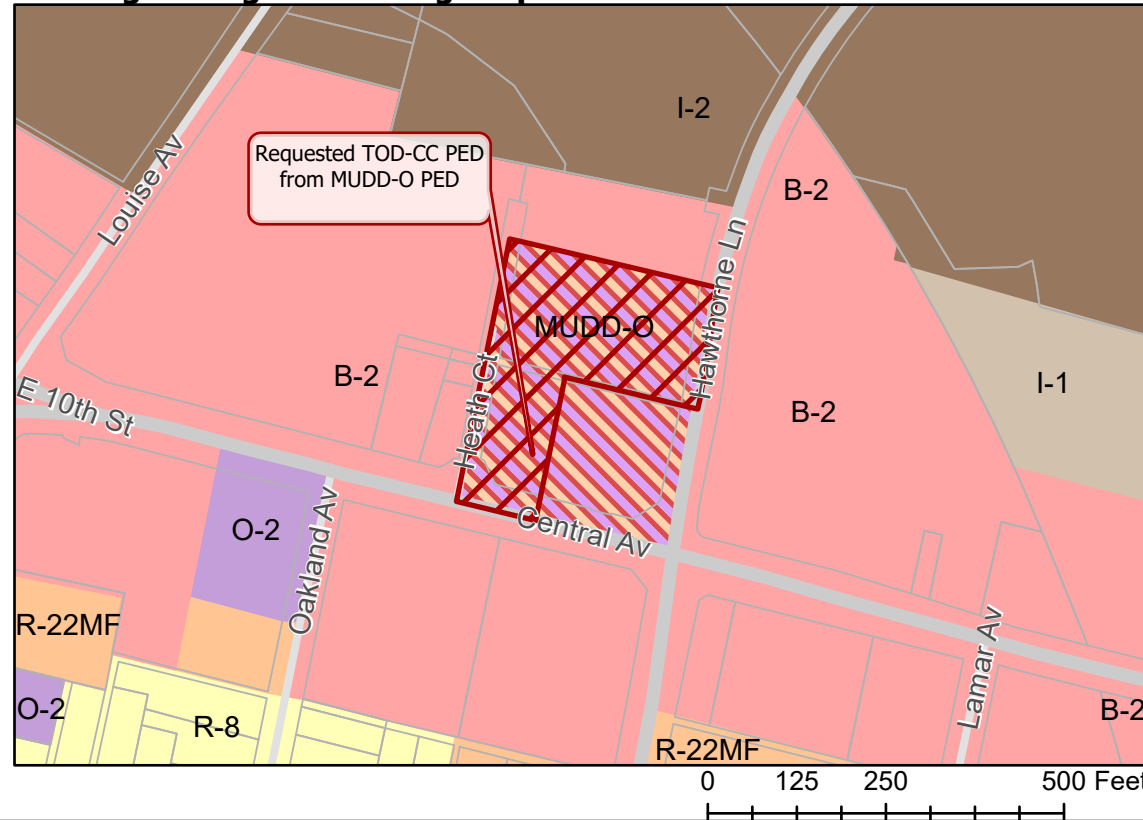 I-2
Requested TOD-CC PED
from MUDD-O PED
Louise Av
B-2
Hawthorne Ln
MUDD-O
B-2
Heath Ct
I-1
B-2
E 10th St
Central Av
O-2
Oakland Av
R-22MF
Lamar Av
O-2
R-8
B-2
R-22MF
0 125 250 500 Feet